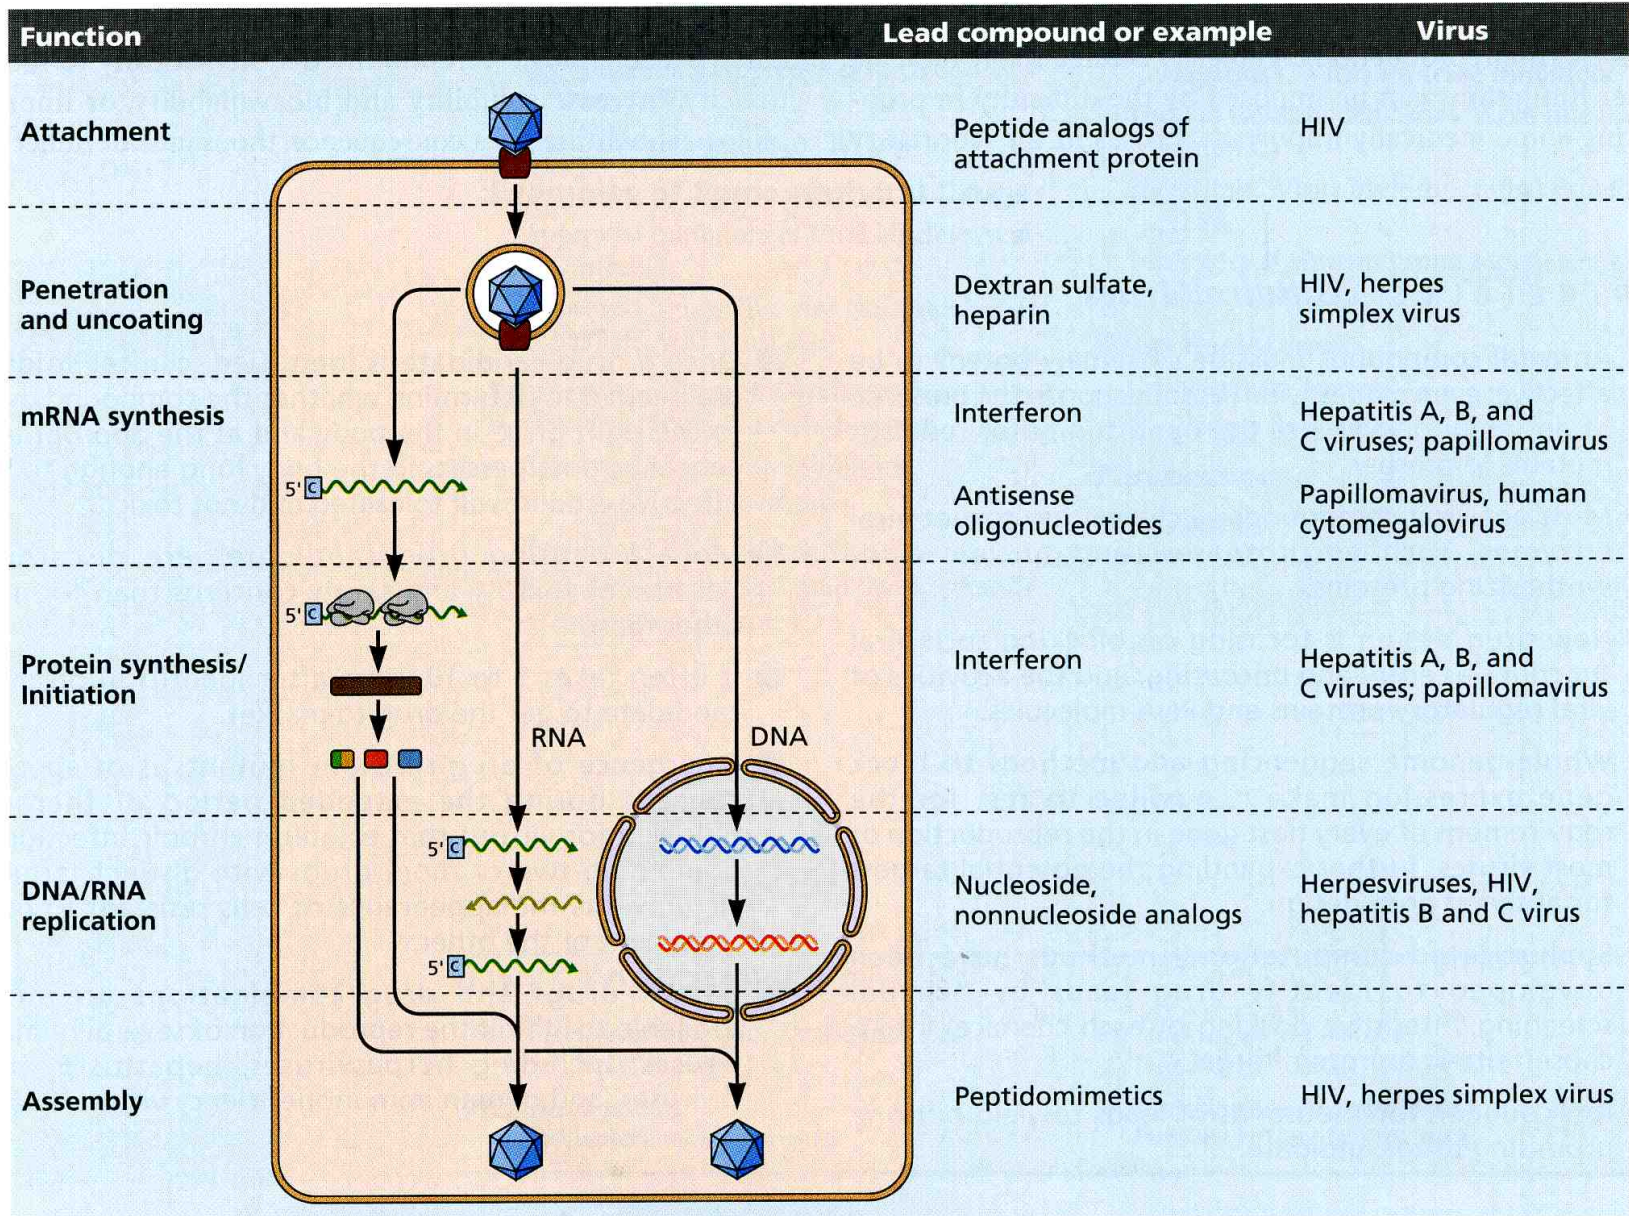 Function
Lead compound or example
Virus
Attachment
Peptide analogs of
attachment protein
HIV
Penetration
and uncoating
Dextran sulfate,
heparin
HIV, herpes
simplex virus
mRNA synthesis
Interferon
Hepatitis A, B, and
C viruses; papillomavirus
5' C
Antisense
oligonucleotides
Papillomavirus, human
cytomegalovirus
5' C
Protein synthesis/
Initiation
Interferon
Hepatitis A, B, and
C viruses; papillomavirus
RNA
DNA
5' C
DNA/RNA
replication
Nucleoside,
nonnucleoside analogs
Herpesviruses, HIV,
hepatitis B and C virus
5' C
Assembly
Peptidomimetics
HIV, herpes simplex virus